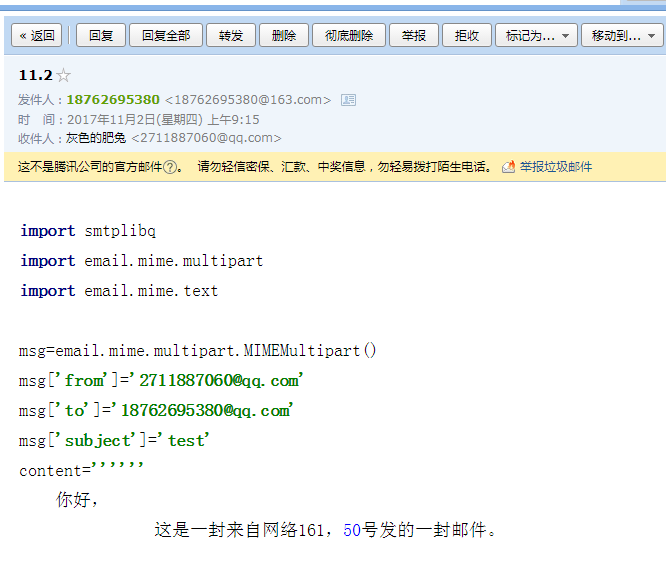 « 返回 回复 回复全部 转发 删除 彻底删除 举报 拒收 标记为... 移动到...
11.2
发件人：18762695380 <18762695380@163.com>
时　间：2017年11月2日(星期四) 上午9:15
收件人：灰色的肥兔 <2711887060@qq.com>
这不是腾讯公司的官方邮件?。 请勿轻信密保、汇款、中奖信息，勿轻易拨打陌生电话。 举报垃圾邮件
import smtplibq
import email.mime.multipart
import email.mime.text
msg=email.mime.multipart.MIMEMultipart()
msg['from']='2711887060@qq.com'
msg['to']='18762695380@qq.com'
msg['subject']='test'
content=''''''
你好，
这是一封来自网络161，50号发的一封邮件。